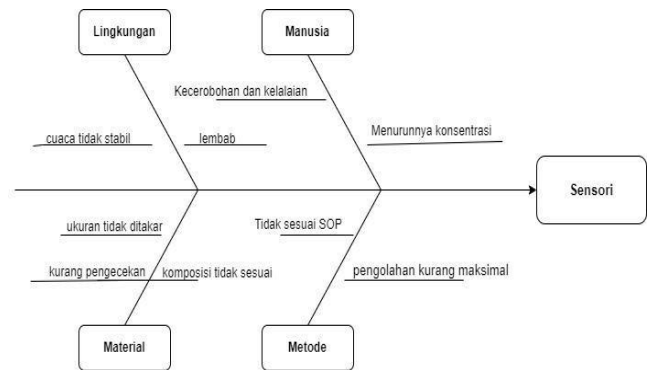 Lingkungan
Manusia
Kecerobohan dan kelalaian
cuaca tidak stabil
lembab
Menurunnya konsentrasi
Sensori
ukuran tidak ditakar
Tidak sesuai SOP
kurang pengecekan
komposisi tidak sesuai
pengolahan kurang maksimal
Material
Metode